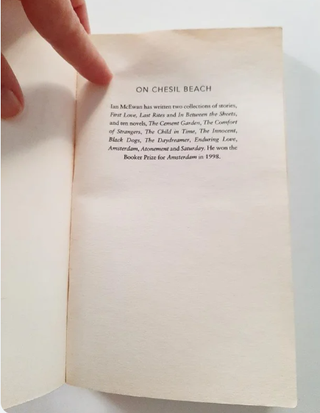 ON CHESIL BEACH
Ian McEwan has written two collections of stories,
First Love, Last Rites and In Between the Sheets,
and ten novels, The Cement Garden, The Comfort
of Strangers, The Child in Time, The Innocent,
Black Dogs, The Daydreamer, Enduring Love,
Amsterdam, Atonement and Saturday. He won the
Booker Prize for Amsterdam in 1998.